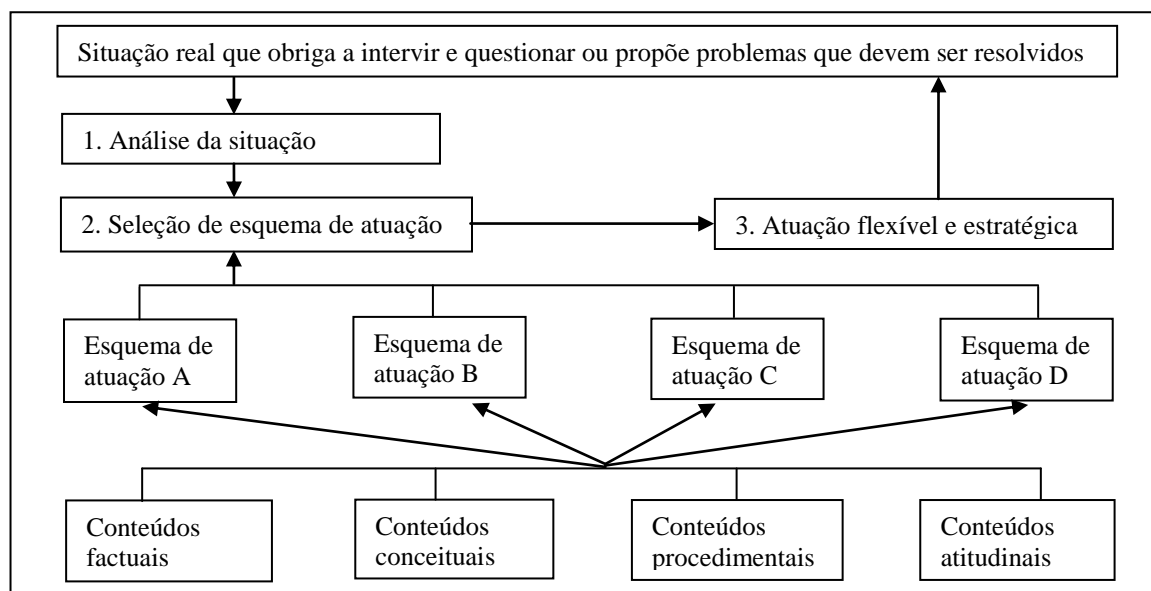 Situação real que obriga a intervir e questionar ou propõe problemas que devem ser resolvidos
1. Análise da situação
2. Seleção de esquema de atuação
3. Atuação flexível e estratégica
Esquema de
atuação A
Esquema de
atuação B
Esquema de
atuação C
Esquema de
atuação D
Conteúdos
factuais
Conteúdos
conceituais
Conteúdos
procedimentais
Conteúdos
atitudinais